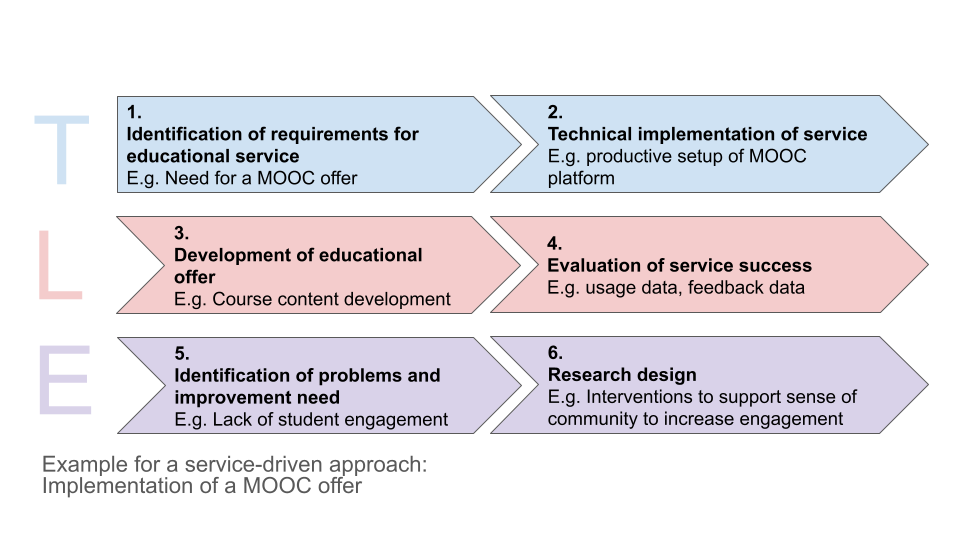 T
1.
Identification of requirements for
educational service
E.g. Need for a MOOC offer
2.
Technical implementation of service
E.g. productive setup of MOOC
platform
L
3.
Development of educational
offer
E.g. Course content development
4.
Evaluation of service success
E.g. usage data, feedback data
E
5.
Identification of problems and
improvement need
E.g. Lack of student engagement
6.
Research design
E.g. Interventions to support sense of
community to increase engagement
Example for a service-driven approach:
Implementation of a MOOC offer